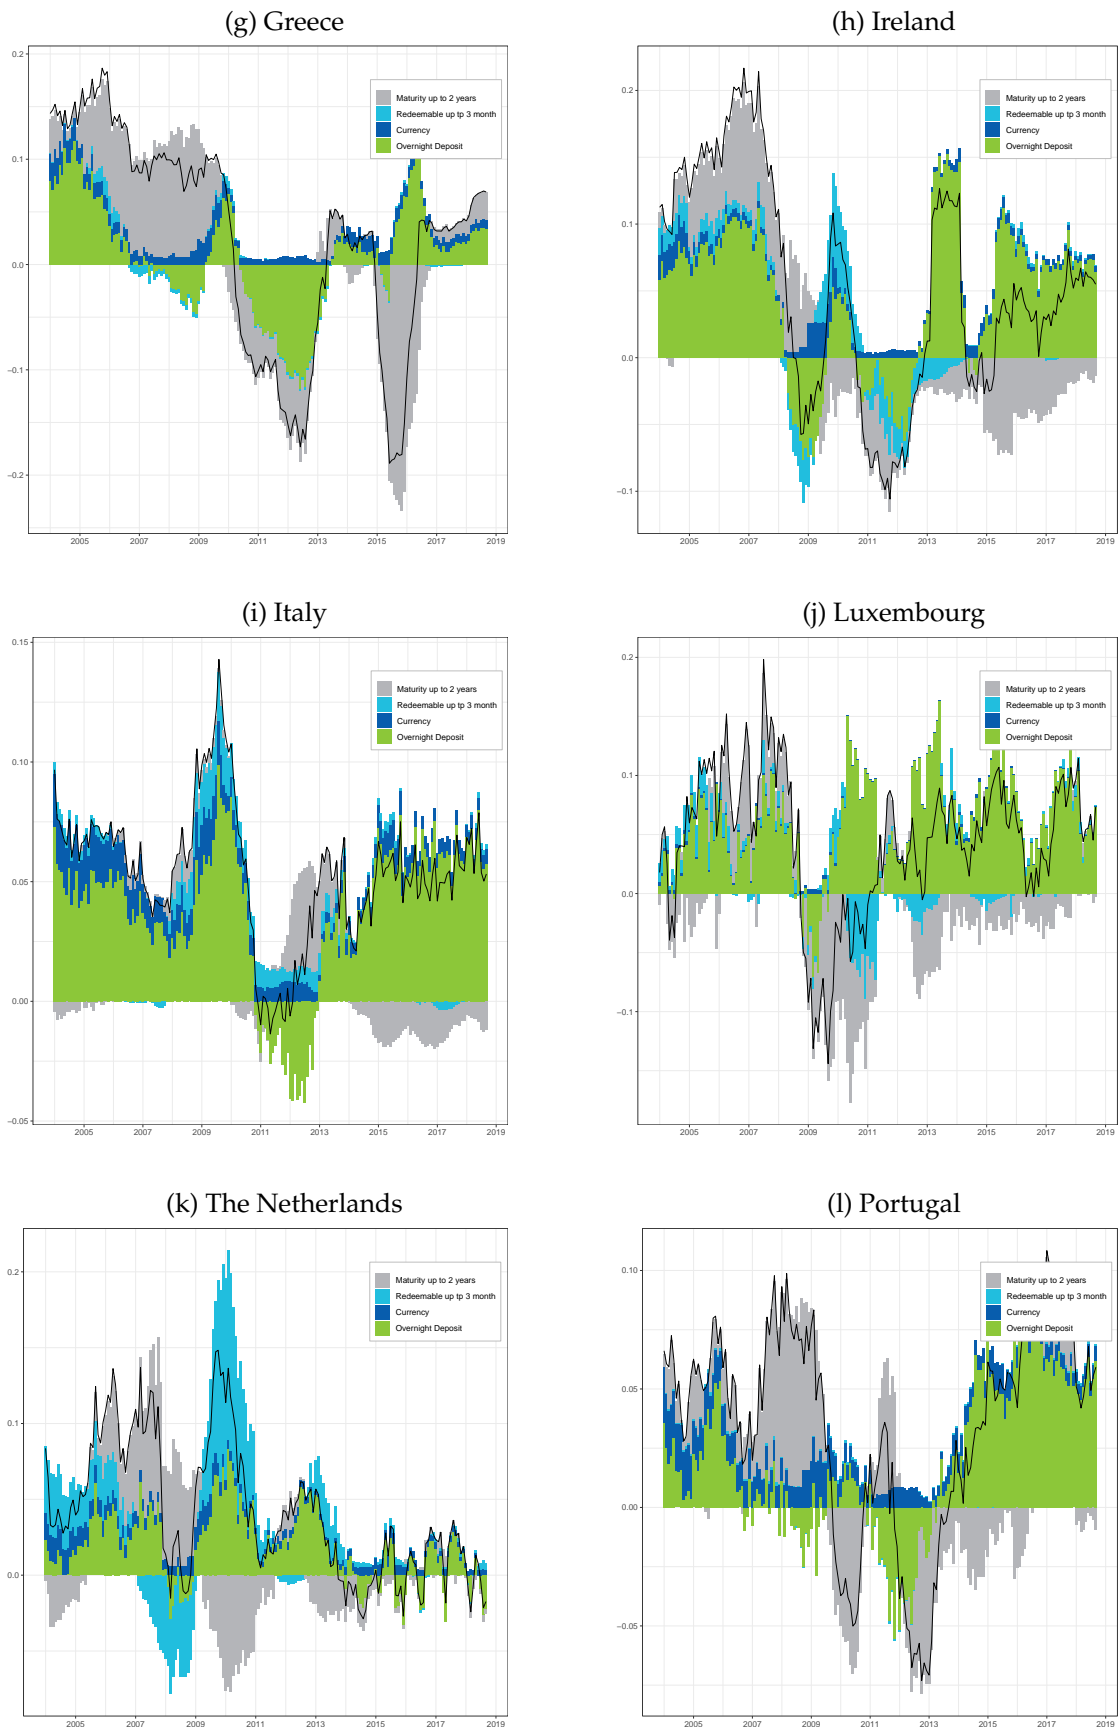 (g) Greece
0.2
0.1
0.0
−0.1
−0.2
Maturity up to 2 years
Redeemable up tp 3 month
Currency
Overnight Deposit
2005 2007 2009 2011 2013 2015 2017 2019
(h) Ireland
0.2
0.1
0.0
−0.1
Maturity up to 2 years
Redeemable up tp 3 month
Currency
Overnight Deposit
2005 2007 2009 2011 2013 2015 2017 2019
(i) Italy
0.15
0.10
0.05
0.00
−0.05
Maturity up to 2 years
Redeemable up tp 3 month
Currency
Overnight Deposit
2005 2007 2009 2011 2013 2015 2017 2019
(j) Luxembourg
0.2
0.1
0.0
−0.1
Maturity up to 2 years
Redeemable up tp 3 month
Currency
Overnight Deposit
2005 2007 2009 2011 2013 2015 2017 2019
(k) The Netherlands
0.2
0.1
0.0
Maturity up to 2 years
Redeemable up tp 3 month
Currency
Overnight Deposit
2005 2007 2009 2011 2013 2015 2017 2019
(l) Portugal
0.10
0.05
0.00
−0.05
Maturity up to 2 years
Redeemable up tp 3 month
Currency
Overnight Deposit
2005 2007 2009 2011 2013 2015 2017 2019